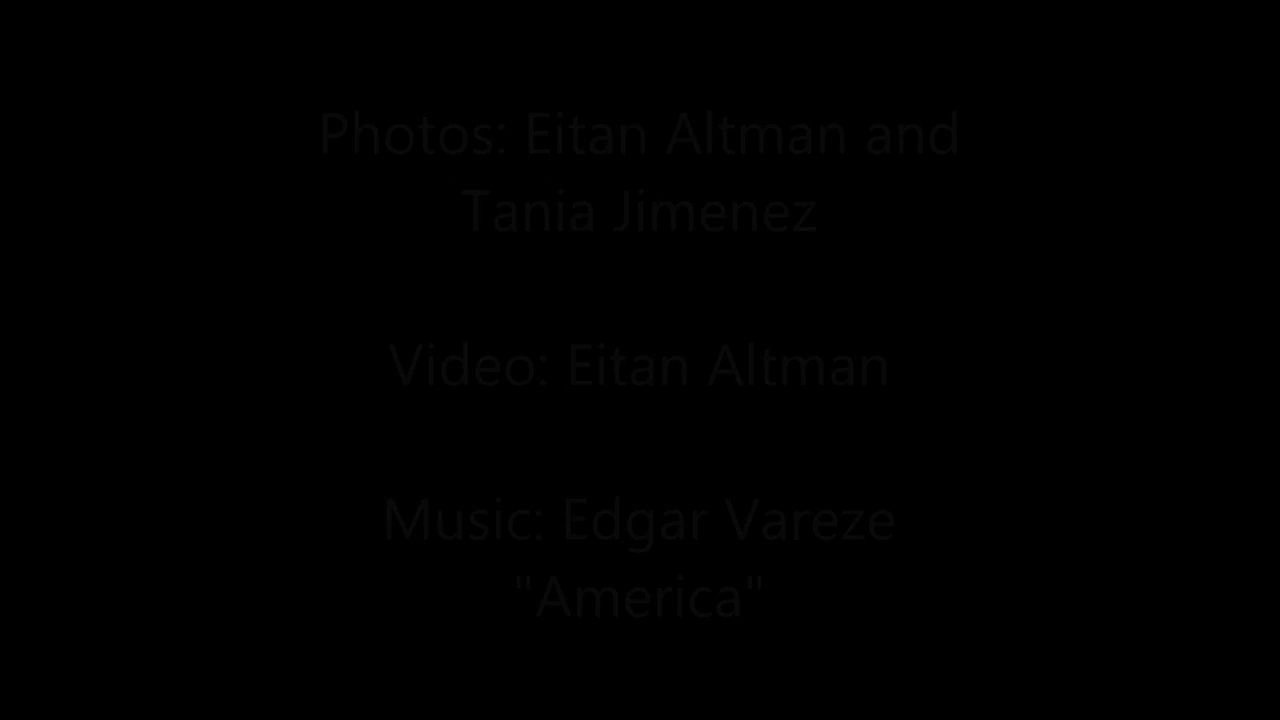 Photos: Eitan Altman and
Tania Jimenez
Video: Eitan Altman
Music: Edgar Vareze
"America"